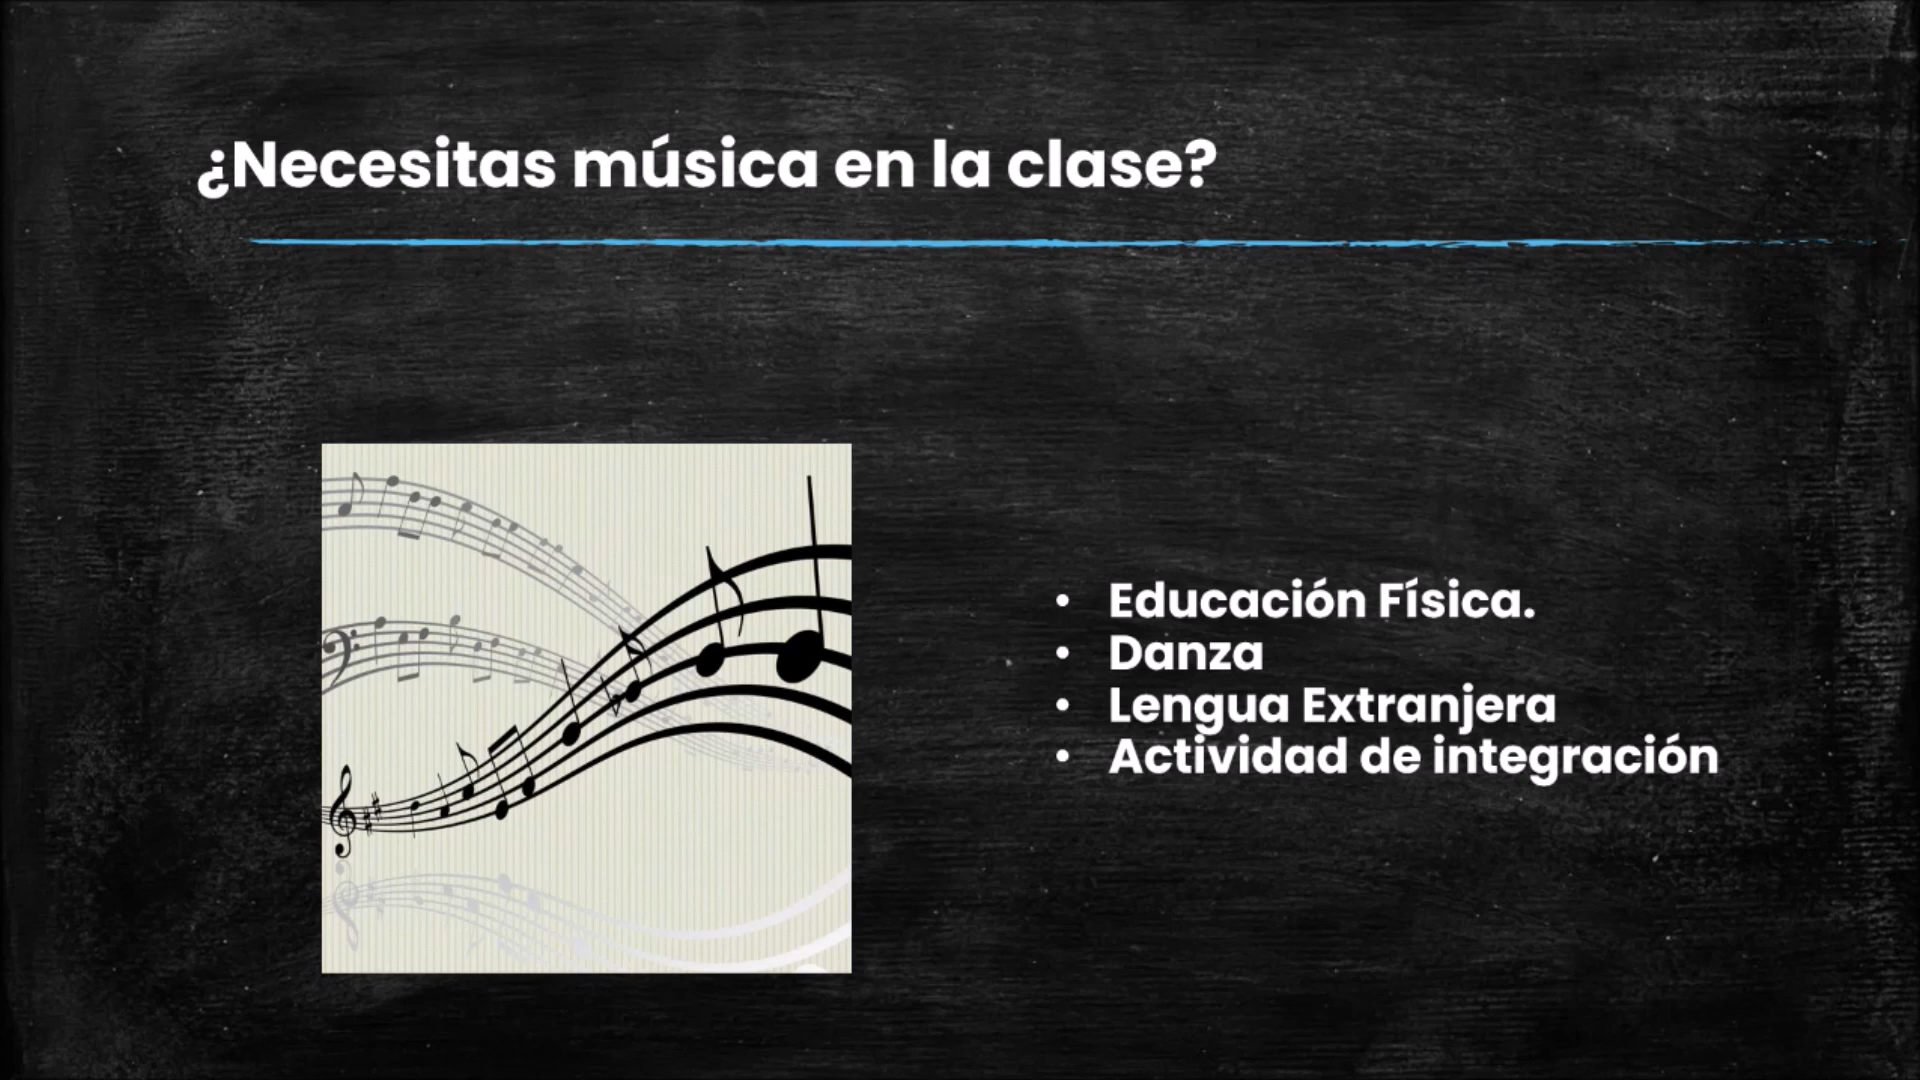 ¿Necesitas música en la clase?
• Educación Física.
• Danza
• Lengua Extranjera
• Actividad de integración